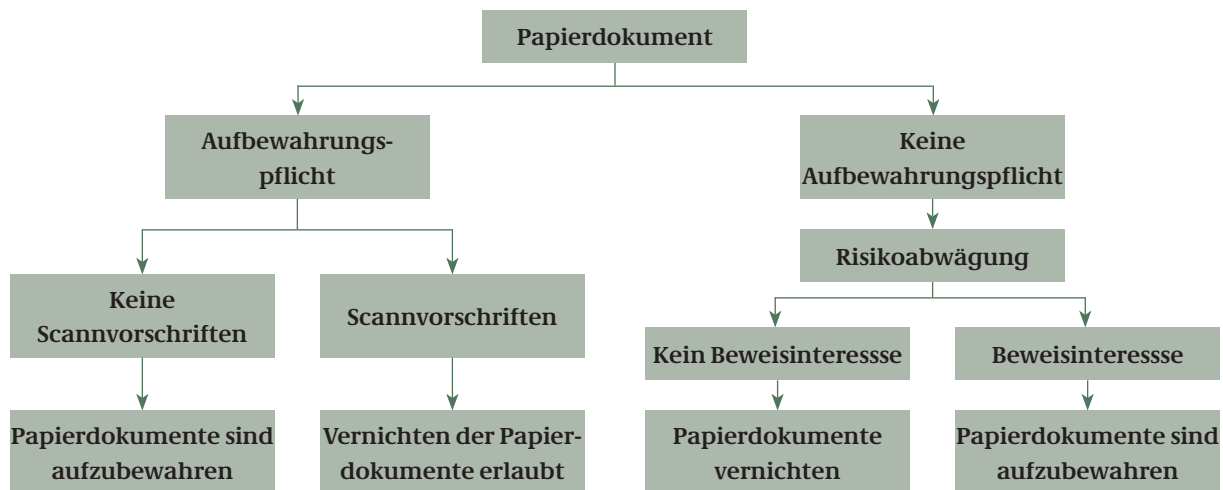 Papierdokument
Aufbewahrungs-
pflicht
Keine
Aufbewahrungspflicht
Risikoabwägung
Keine
Scannvorschriften
Scannvorschriften
Kein Beweisinteressse
Beweisinteressse
Papierdokumente sind
aufzubewahren
Vernichten der Papier-
dokumente erlaubt
Papierdokumente
vernichten
Papierdokumente sind
aufzubewahren